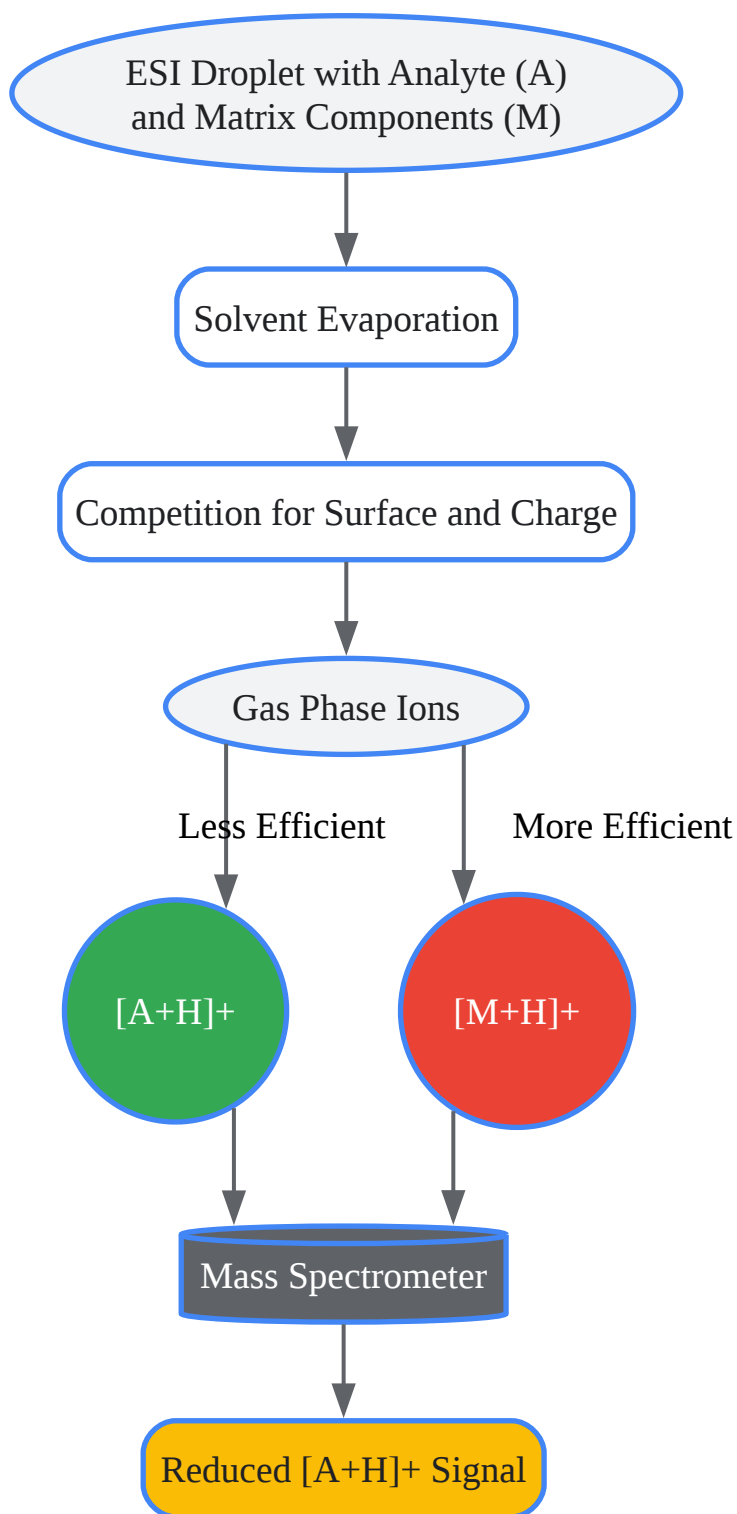 ESI Droplet with Analyte (A)
and Matrix Components (M)
Solvent Evaporation
Competition for Surface and Charge
Gas Phase Ions
Less Efficient
More Efficient
[A+H]+
[M+H]+
Mass Spectrometer
Reduced [A+H]+ Signal